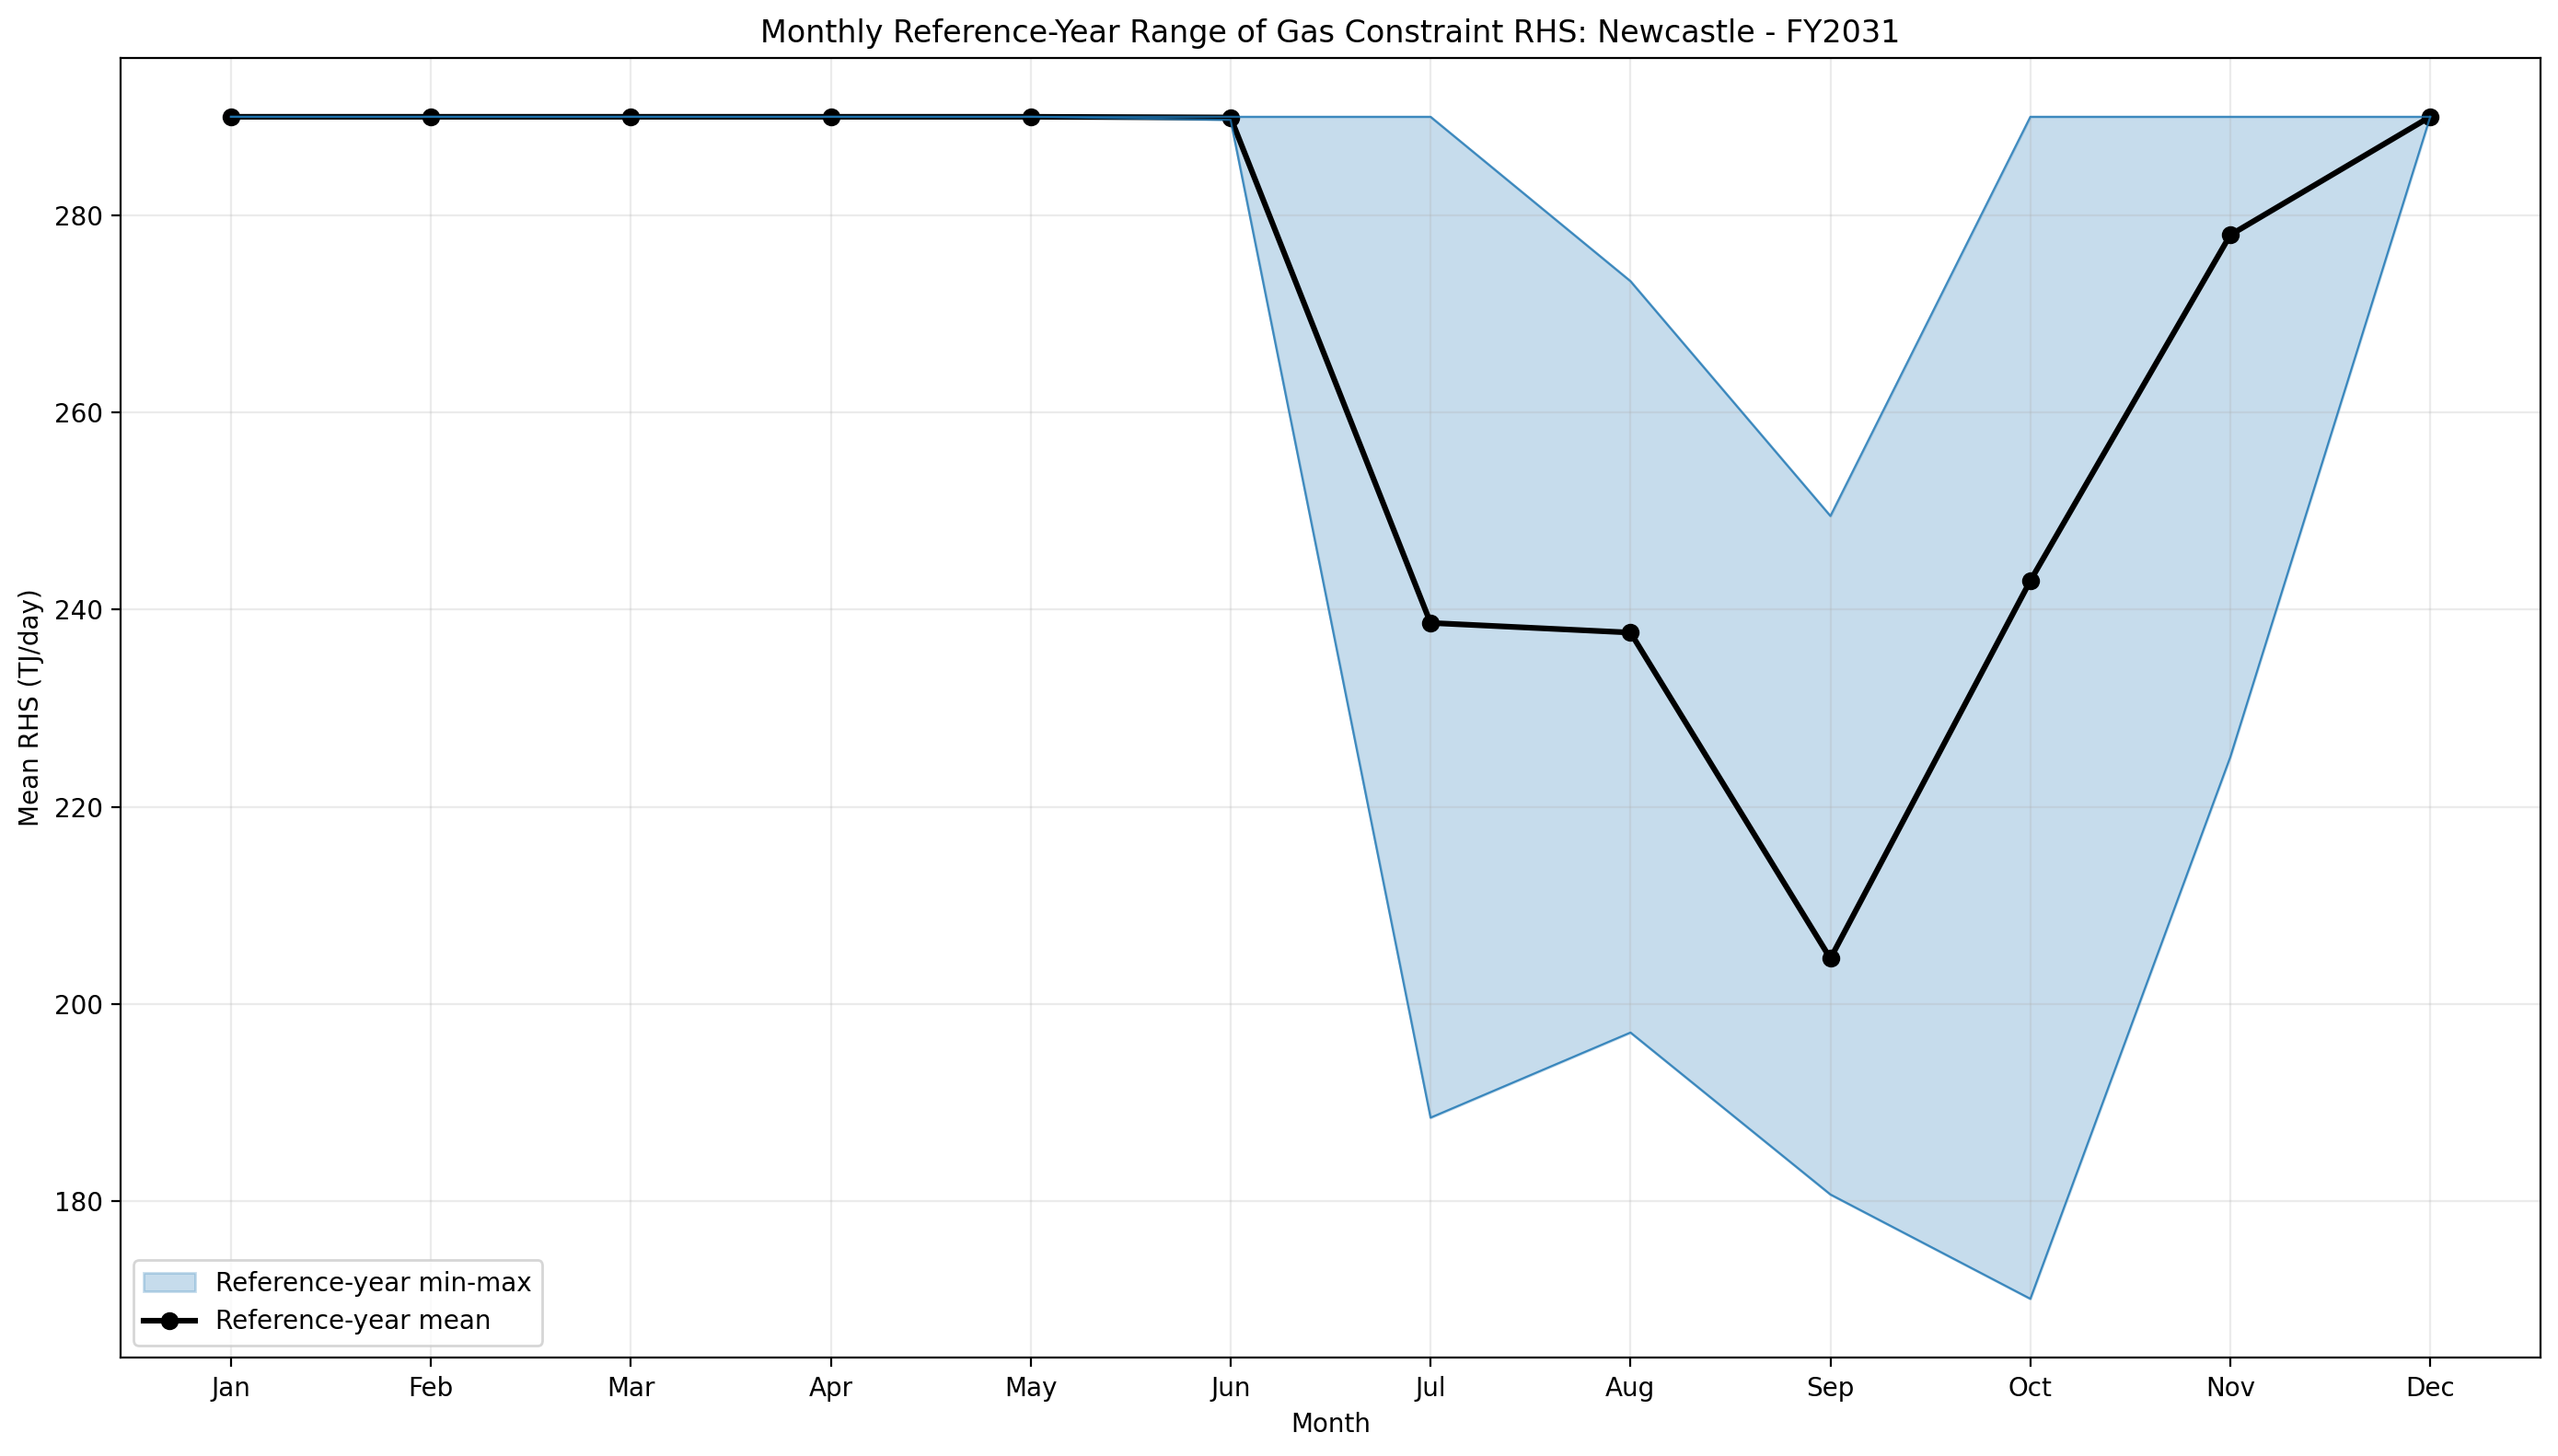 Monthly Reference-Year Range of Gas Constraint RHS: Newcastle - FY2031
Mean RHS (TJ/day)
280
260
240
220
200
180
Reference-year min-max
Reference-year mean
Jan Feb Mar Apr May Jun Jul Aug Sep Oct Nov Dec
Month